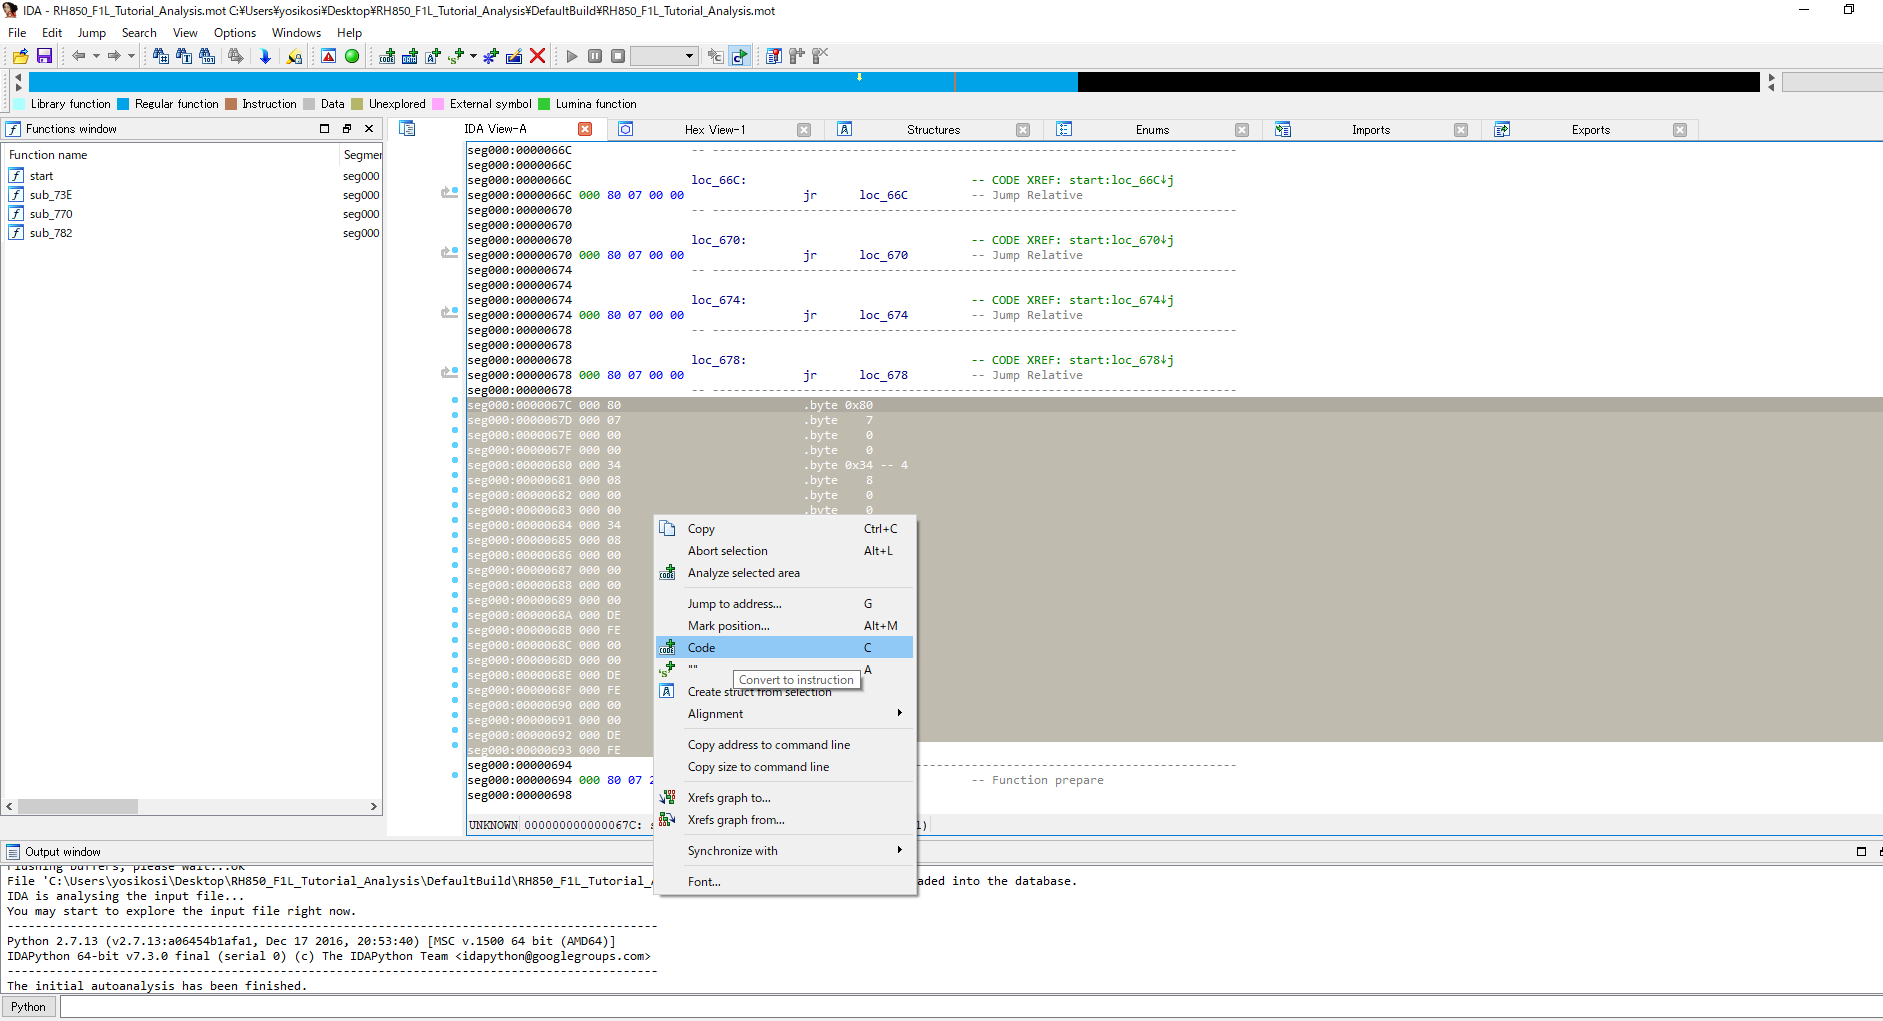 IDA - RH850_F1L_Tutorial_Analysis.mot C:¥Users¥yosikosi¥Desktop¥RH850_F1L_Tutorial_Analysis¥DefaultBuild¥RH850_F1L_Tutorial_Analysis.mot
File Edit Jump Search View Options Windows Help
Library function Regular function Instruction Data Unexplored External symbol Lumina function
Functions window
Function name Segmer
start seg000
sub_73E seg000
sub_770 seg000
sub_782 seg000
IDA View-A Hex View-1 Structures Enums Imports Exports
seg000:0000066C -- ---------------------------------------------------------------------------
seg000:0000066C
seg000:0000066C loc_66C: -- CODE XREF: start:loc_66C↓j
seg000:0000066C 000 80 07 00 00 jr loc_66C -- Jump Relative
seg000:00000670 -- ---------------------------------------------------------------------------
seg000:00000670
seg000:00000670 loc_670: -- CODE XREF: start:loc_670↓j
seg000:00000670 000 80 07 00 00 jr loc_670 -- Jump Relative
seg000:00000674 -- ---------------------------------------------------------------------------
seg000:00000674
seg000:00000674 loc_674: -- CODE XREF: start:loc_674↓j
seg000:00000674 000 80 07 00 00 jr loc_674 -- Jump Relative
seg000:00000678 -- ---------------------------------------------------------------------------
seg000:00000678
seg000:00000678 loc_678: -- CODE XREF: start:loc_678↓j
seg000:00000678 000 80 07 00 00 jr loc_678 -- Jump Relative
seg000:00000678 -- ---------------------------------------------------------------------------
seg000:0000067C 000 80 .byte 0x80
seg000:0000067D 000 07 .byte 7
seg000:0000067E 000 00 .byte 0
seg000:0000067F 000 00 .byte 0
seg000:00000680 000 34 .byte 0x34 -- 4
seg000:00000681 000 08 .byte 8
seg000:00000682 000 00 .byte 0
seg000:00000683 000 00 .byte 0
seg000:00000684 000 34
seg000:00000685 000 08
seg000:00000686 000 00
seg000:00000687 000 00
seg000:00000688 000 00
seg000:00000689 000 00
seg000:0000068A 000 DE
seg000:0000068B 000 FE
seg000:0000068C 000 00
seg000:0000068D 000 00
seg000:0000068E 000 DE
seg000:0000068F 000 FE
seg000:00000690 000 00
seg000:00000691 000 00
seg000:00000692 000 DE
seg000:00000693 000 FE
seg000:00000694 ---------------------------------------------
seg000:00000694 000 80 07 2 -- Function prepare
seg000:00000698
UNKNOWN 000000000000067C: s
Copy Ctrl+C
Abort selection Alt+L
Analyze selected area
Jump to address... G
Mark position... Alt+M
Code C
"" A
Convert to instruction
Create struct from selection
Alignment
Copy address to command line
Copy size to command line
Xrefs graph to...
Xrefs graph from...
Synchronize with
Font...
Output window
Flushing buffers, please wait...ok
File 'C:\Users\yosikosi\Desktop\RH850_F1L_Tutorial_Analysis\DefaultBuild\RH850_F1L_Tutorial_A aded into the database.
IDA is analysing the input file...
You may start to explore the input file right now.
---------------------------------------------------------------------------------------------
Python 2.7.13 (v2.7.13:a06454b1afa1, Dec 17 2016, 20:53:40) [MSC v.1500 64 bit (AMD64)]
IDAPython 64-bit v7.3.0 final (serial 0) (c) The IDAPython Team <idapython@googlegroups.com>
---------------------------------------------------------------------------------------------
The initial autoanalysis has been finished.
Python